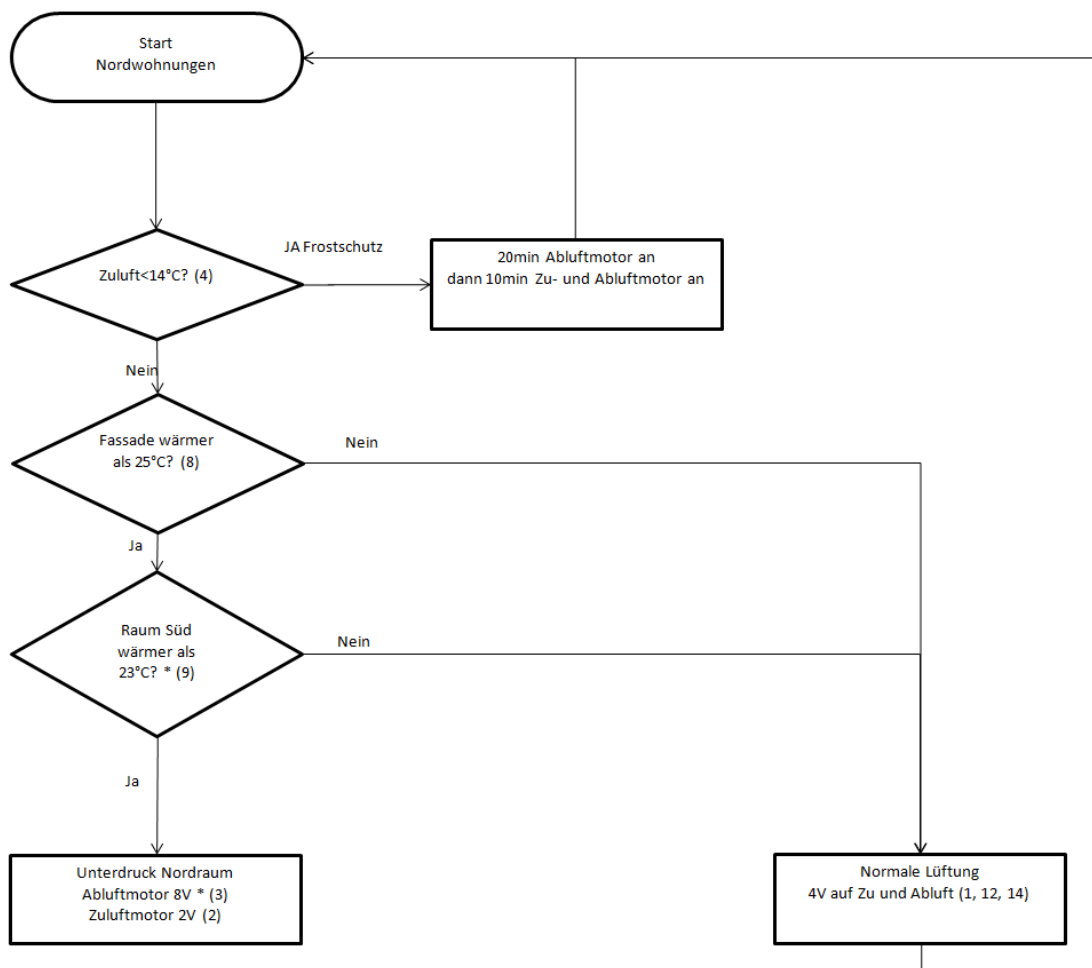 Start
Nordwohnungen
Zuluft<14°C? (4)
JA Frostschutz
20min Abluftmotor an
dann 10min Zu- und Abluftmotor an
Nein
Fassade wärmer
als 25°C? (8)
Nein
Ja
Raum Süd
wärmer als
23°C? * (9)
Nein
Ja
Unterdruck Nordraum
Abluftmotor 8V * (3)
Zuluftmotor 2V (2)
Normale Lüftung
4V auf Zu und Abluft (1, 12, 14)